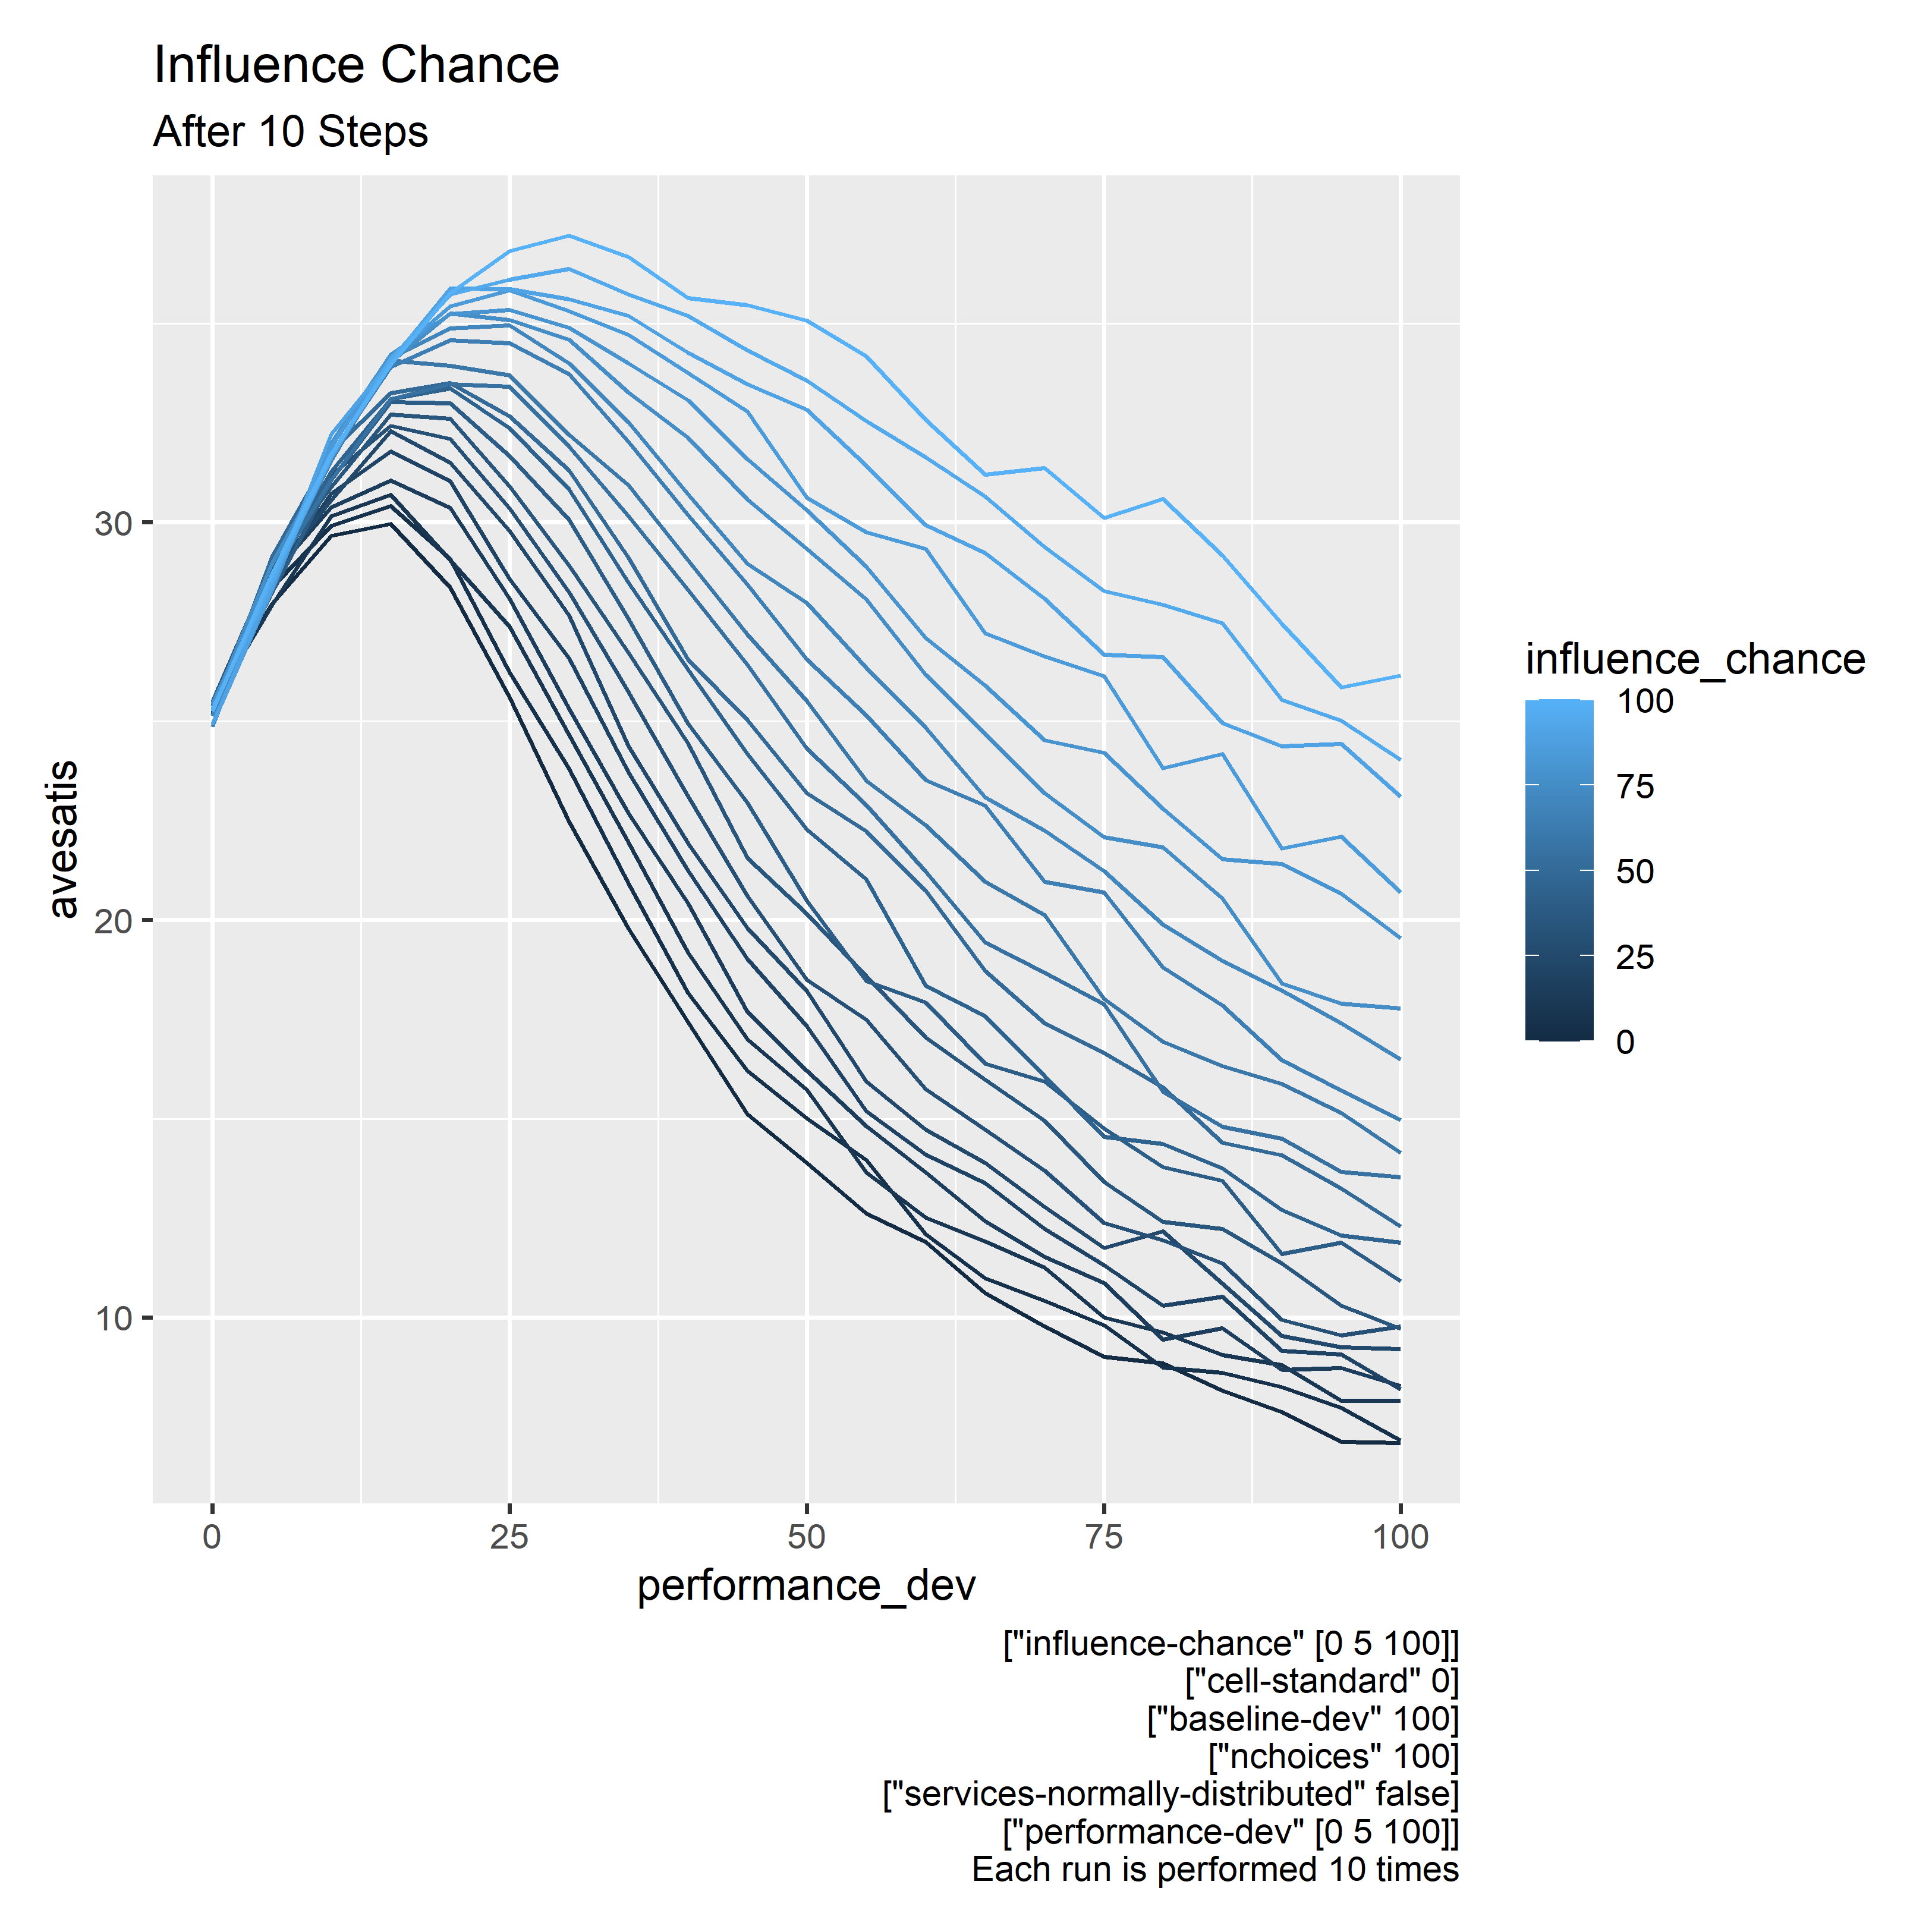 Influence Chance
After 10 Steps
avesatis
30
20
10
0
25
50
75
100
performance_dev
influence_chance
100
75
50
25
0
["influence-chance" [0 5 100]]
["cell-standard" 0]
["baseline-dev" 100]
["nchoices" 100]
["services-normally-distributed" false]
["performance-dev" [0 5 100]]
Each run is performed 10 times